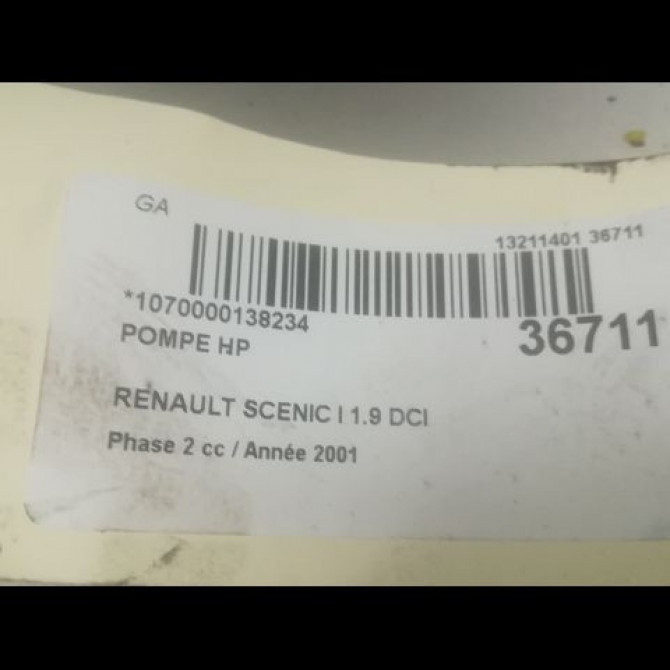 GA
13211401 36711
*1070000138234
36711
POMPE HP
RENAULT SCENIC I 1.9 DCI
Phase 2 cc / Année 2001